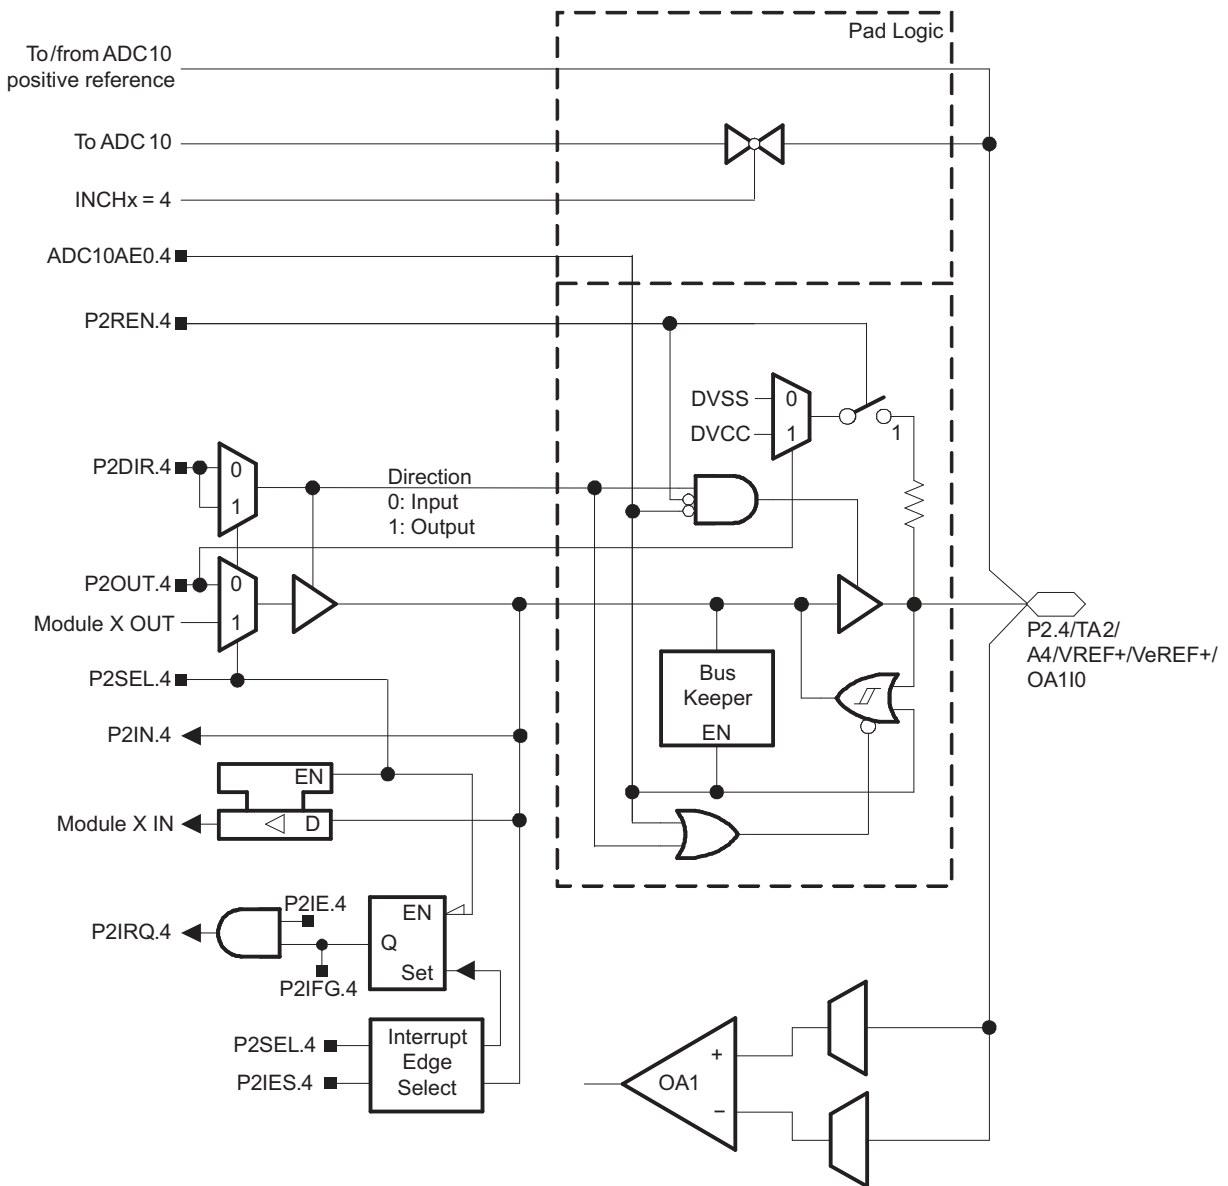 Pad Logic
To/from ADC10
positive reference
To ADC 10
INCHx = 4
ADC10AE0.4
P2REN.4
DVSS
0
DVCC
1
1
P2DIR.4
0
1
Direction
0: Input
1: Output
P2OUT.4
0
Module X OUT
1
P2SEL.4
P2.4/TA2/
A4/VREF+/VeREF+/
OA1I0
Bus
Keeper
EN
P2IN.4
EN
Module X IN
D
P2IE.4
EN
P2IRQ.4
Q
Set
P2IFG.4
P2SEL.4
P2IES.4
Interrupt
Edge
Select
+
OA1
−